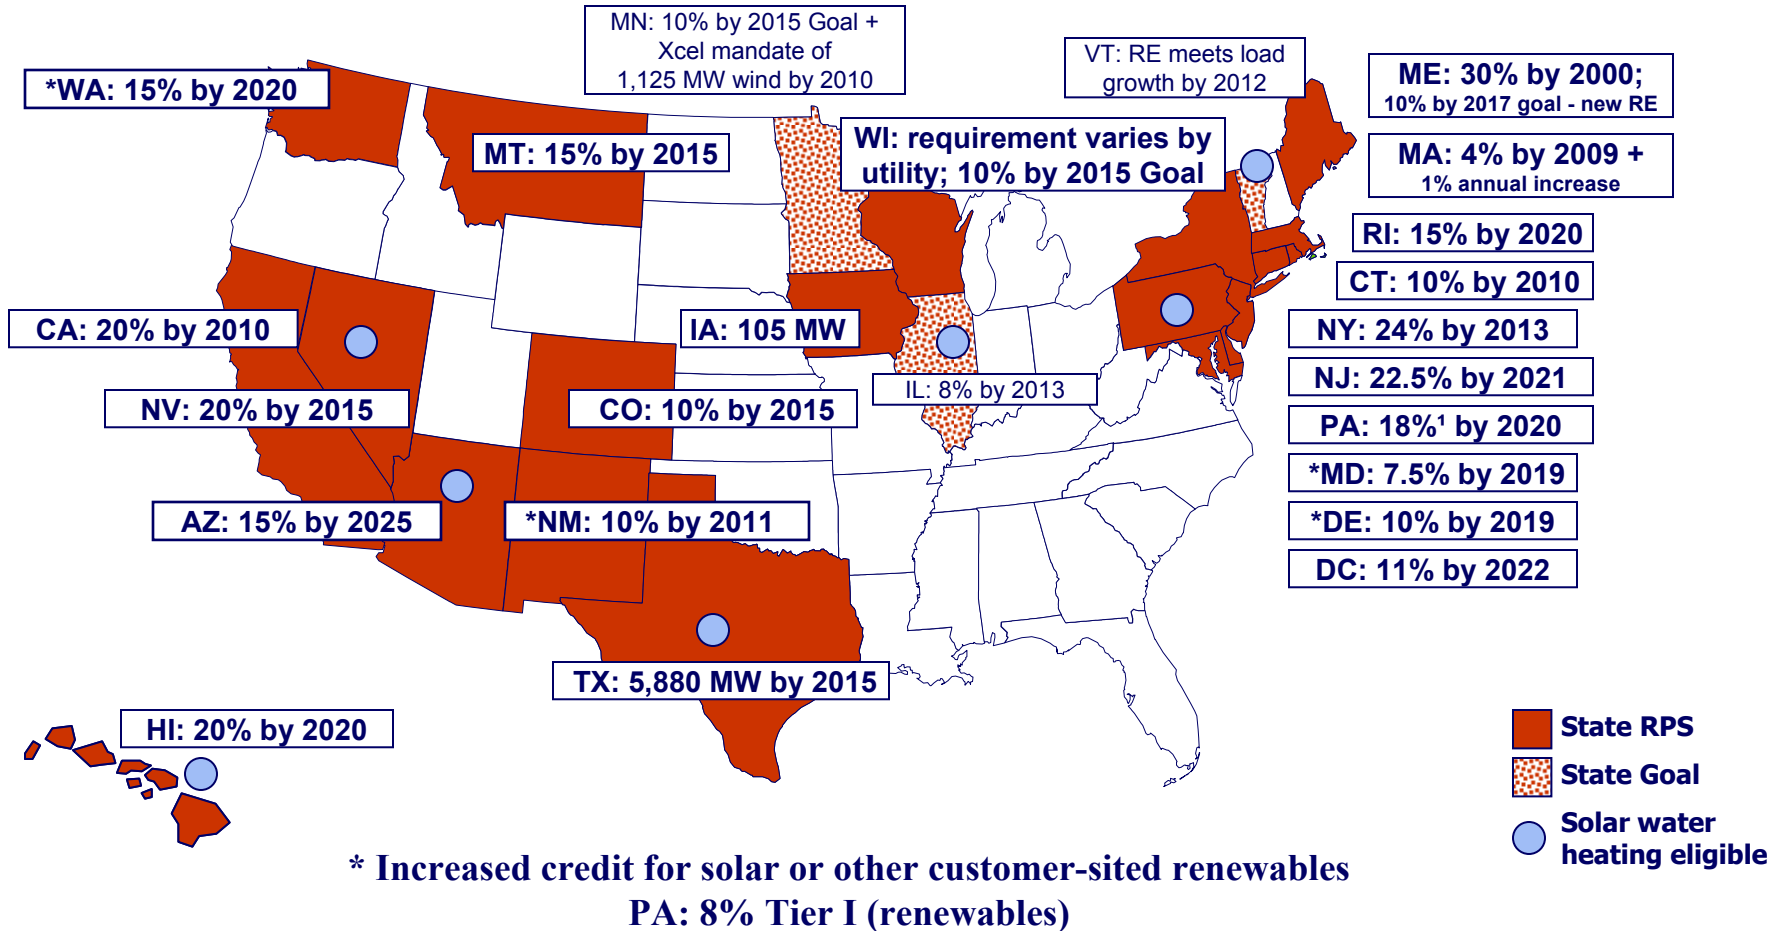 MN: 10% by 2015 Goal +
Xcel mandate of
1,125 MW wind by 2010
VT: RE meets load
growth by 2012
*WA: 15% by 2020
ME: 30% by 2000;
10% by 2017 goal - new RE
MT: 15% by 2015
WI: requirement varies by
utility; 10% by 2015 Goal
MA: 4% by 2009 +
1% annual increase
RI: 15% by 2020
CT: 10% by 2010
CA: 20% by 2010
IA: 105 MW
NY: 24% by 2013
NV: 20% by 2015
CO: 10% by 2015
IL: 8% by 2013
NJ: 22.5% by 2021
PA: 18%¹ by 2020
*MD: 7.5% by 2019
AZ: 15% by 2025
*NM: 10% by 2011
*DE: 10% by 2019
DC: 11% by 2022
TX: 5,880 MW by 2015
HI: 20% by 2020
State RPS
State Goal
Solar water
heating eligible
* Increased credit for solar or other customer-sited renewables
PA: 8% Tier I (renewables)